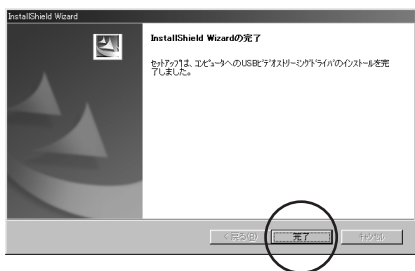 InstallShield Wizard
InstallShield Wizardの完了
ｾｯﾄｱｯﾌﾟは、ｺﾝﾋﾟｭｰﾀへのUSBﾋﾞﾃﾞｵｽﾄﾘｰﾐﾝｸﾞﾄﾞﾗｲﾊﾞのｲﾝｽﾄｰﾙを完
了しました。
< 戻る(B)
完了
ｷｬﾝｾﾙ